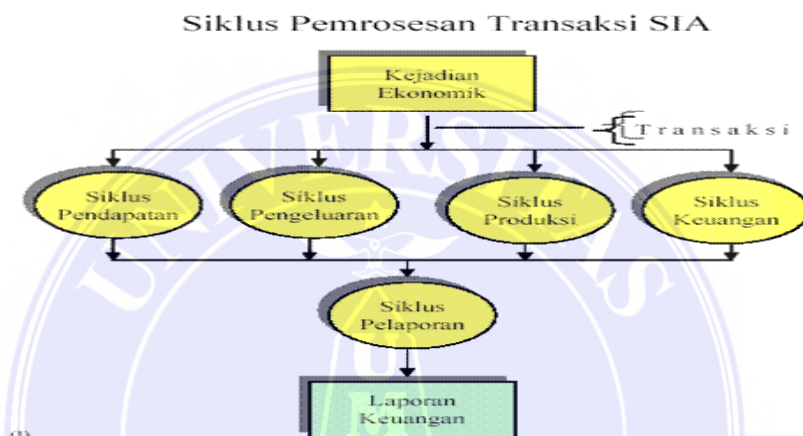 Siklus Pemrosesan Transaksi SIA
Kejadian
Ekonomik
Transaksi
Siklus
Pendapatan
Siklus
Pengeluaran
Siklus
Produksi
Siklus
Keuangan
Siklus
Pelaporan
Laporan
Keuangan
UNIVERSITAS